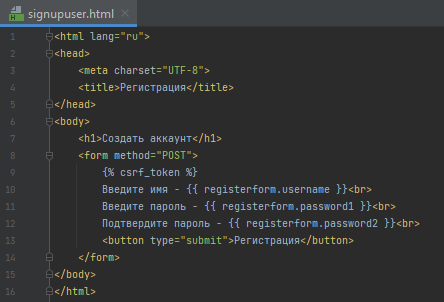 signupuser.html
1 <html lang="ru">
2 <head>
3 <meta charset="UTF-8">
4 <title>Регистрация</title>
5 </head>
6 <body>
7 <h1>Создать аккаунт</h1>
8 <form method="POST">
9 {% csrf_token %}
10 Введите имя - {{ registerform.username }}<br>
11 Введите пароль - {{ registerform.password1 }}<br>
12 Подтвердите пароль - {{ registerform.password2 }}<br>
13 <button type="submit">Регистрация</button>
14 </form>
15 </body>
16 </html>